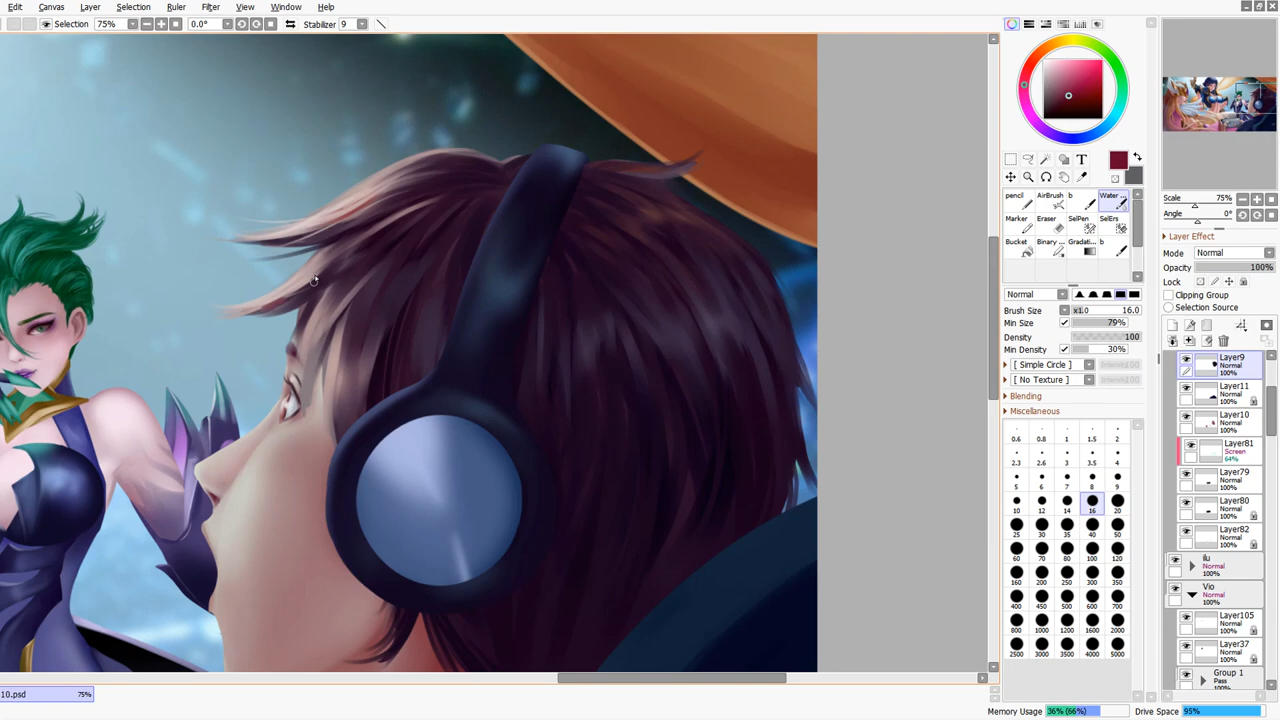 Edit Canvas Layer Selection Filter Ruler View Window Help
Selection 75% 0.0° Stabilizer 9
T
Scale 75%
Angle 0°
pencil AirBrush b Water ...
Marker Eraser SelPen SelErs
Bucket Binary ... Gradati... b
Layer Effect
Mode Normal
Opacity 100%
Lock
Clipping Group
Selection Source
Normal
Brush Size x1.0 16.0
Min Size 79%
Density 100
Min Density 30%
[ Simple Circle ]
[ No Texture ]
Blending
Miscellaneous
0.6 0.8 1 1.5 2
2.3 2.6 3 3.5 4
5 6 7 8 9
10 12 14 16 20
25 30 35 40 50
60 70 80 100 120
160 200 250 300 350
400 450 500 600 700
800 1000 1200 1600 2000
2500 3000 3500 4000 5000
Layer9
Normal
100%
Layer11
Normal
100%
Layer10
Normal
100%
Layer81
Screen
64%
Layer79
Normal
100%
Layer80
Normal
100%
Layer82
Normal
100%
ilu
Normal
100%
Vio
Normal
100%
Layer105
Normal
100%
Layer37
Normal
100%
Group 1
Pass
100%
10.psd 75%
Memory Usage 36% (66%) Drive Space 95%